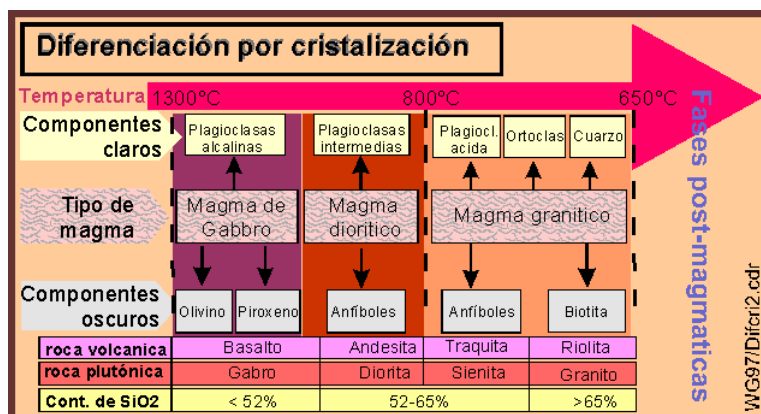 Diferenciación por cristalización
Temperatura 1300°C 800°C 650°C
Componentes claros
Plagioclasas alcalinas
Plagioclasas intermedias
Plagiocl. acida
Ortoclas
Cuarzo
Tipo de magma
Magma de Gabbro
Magma dioritico
Magma granitico
Componentes oscuros
Olivino
Piroxeno
Anfíboles
Anfíboles
Biotita
roca volcanica Basalto Andesita Traquita Riolita
roca plutónica Gabro Diorita Sienita Granito
Cont. de SiO2 < 52% 52-65% >65%
Fases post-magmaticas
WG97/Difcri2.cdr